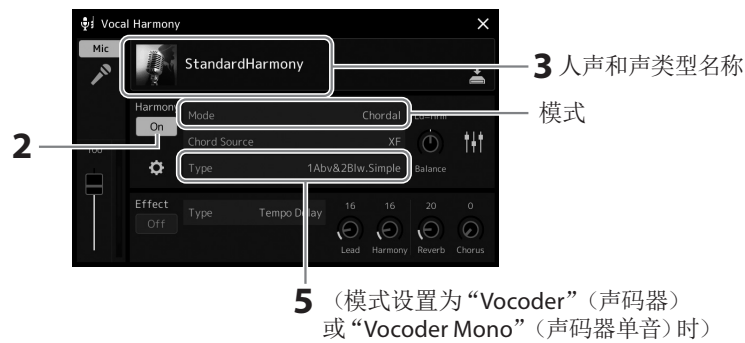 Vocal Harmony
Mic
StandardHarmony
3 人声和声类型名称
Harmony
Mode Chordal
模式
On
Chord Source XF
2
100
Type 1Abv&2Blw.Simple
Balance
Effect
Off
Type Tempo Delay
16 16 20 0
Lead Harmony Reverb Chorus
5 （模式设置为“Vocoder”（声码器）
或“Vocoder Mono”（声码器单音）时）